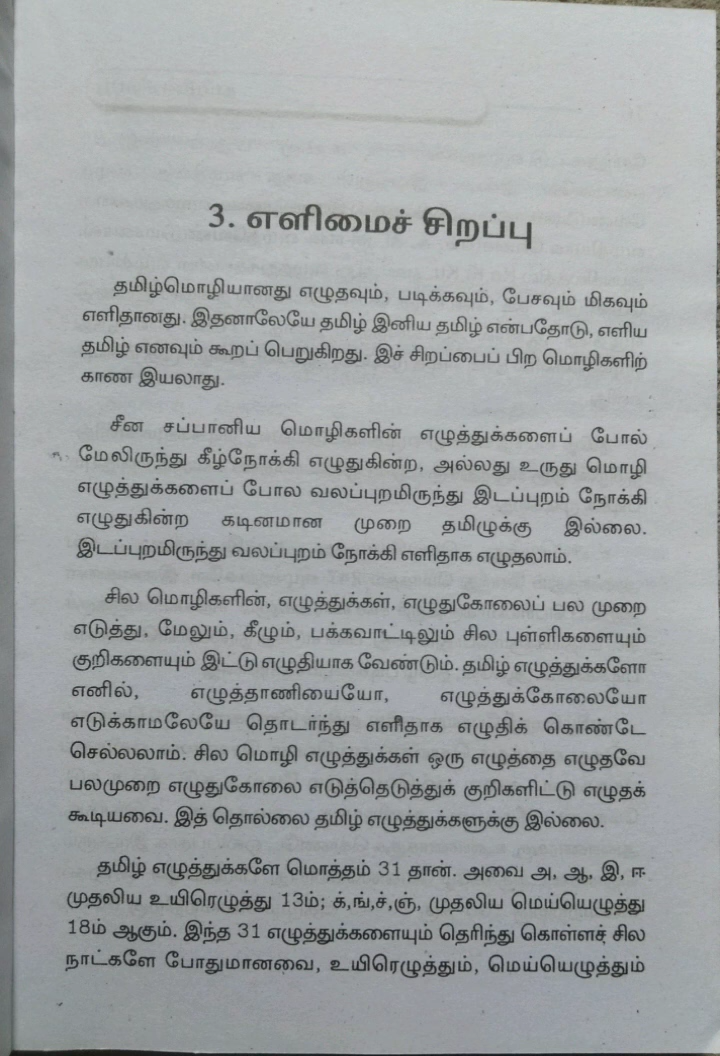 3. எளிமைச் சிறப்பு
தமிழ்மொழியானது எழுதவும், படிக்கவும், பேசவும் மிகவும்
எளிதானது. இதனாலேயே தமிழ் இனிய தமிழ் என்பதோடு, எளிய
தமிழ் எனவும் கூறப் பெறுகிறது. இச் சிறப்பைப் பிற மொழிகளிற்
காண இயலாது.
சீன சப்பானிய மொழிகளின் எழுத்துக்களைப் போல்
மேலிருந்து கீழ்நோக்கி எழுதுகின்ற, அல்லது உருது மொழி
எழுத்துக்களைப் போல வலப்புறமிருந்து இடப்புறம் நோக்கி
எழுதுகின்ற கடினமான முறை தமிழுக்கு இல்லை.
இடப்புறமிருந்து வலப்புறம் நோக்கி எளிதாக எழுதலாம்.
சில மொழிகளின், எழுத்துக்கள், எழுதுகோலைப் பல முறை
எடுத்து, மேலும், கீழும், பக்கவாட்டிலும் சில புள்ளிகளையும்
குறிகளையும் இட்டு எழுதியாக வேண்டும். தமிழ் எழுத்துக்களோ
எனில், எழுத்தாணியையோ, எழுத்துக்கோலையோ
எடுக்காமலேயே தொடர்ந்து எளிதாக எழுதிக் கொண்டே
செல்லலாம். சில மொழி எழுத்துக்கள் ஒரு எழுத்தை எழுதவே
பலமுறை எழுதுகோலை எடுத்தெடுத்துக் குறிகளிட்டு எழுதக்
கூடியவை. இத் தொல்லை தமிழ் எழுத்துக்களுக்கு இல்லை.
தமிழ் எழுத்துக்களே மொத்தம் 31 தான். அவை அ, ஆ, இ, ஈ
முதலிய உயிரெழுத்து 13ம்; க்,ங்,ச்,ஞ், முதலிய மெய்யெழுத்து
18ம் ஆகும். இந்த 31 எழுத்துக்களையும் தெரிந்து கொள்ளச் சில
நாட்களே போதுமானவை, உயிரெழுத்தும், மெய்யெழுத்தும்